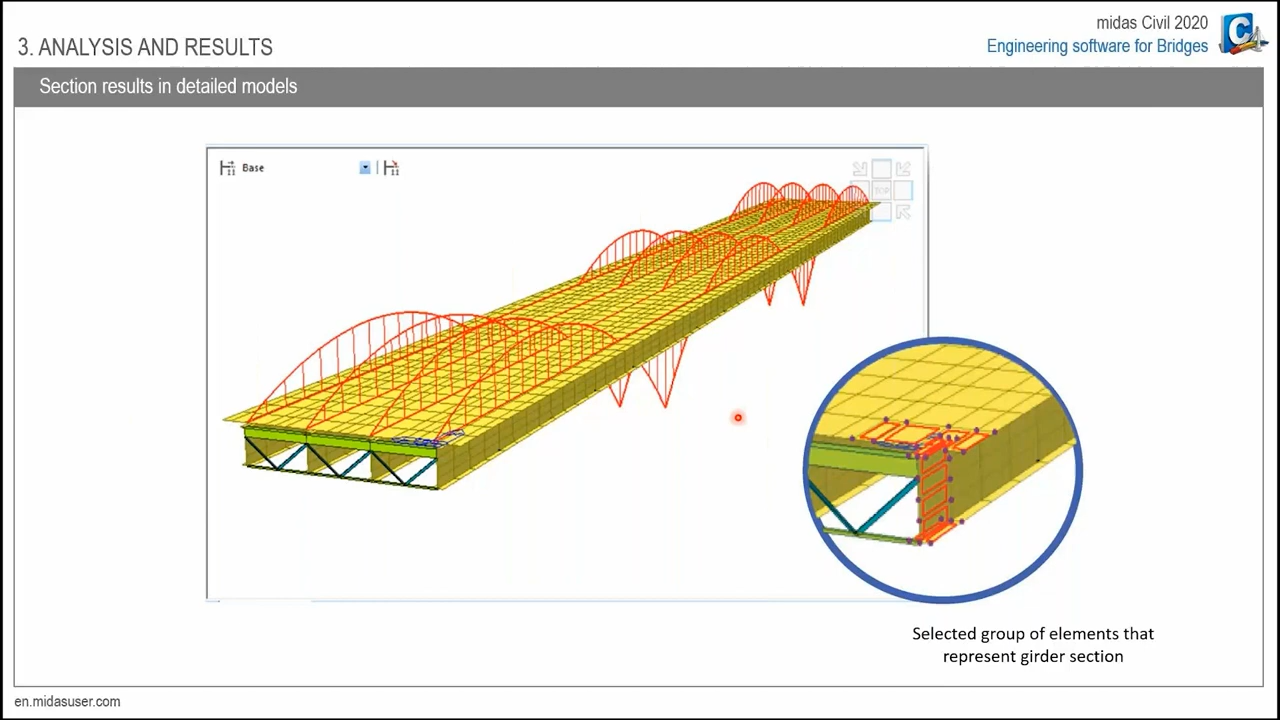 midas Civil 2020
3. ANALYSIS AND RESULTS
Engineering software for Bridges
C
Section results in detailed models
Base
TOP
Selected group of elements that
represent girder section
en.midasuser.com